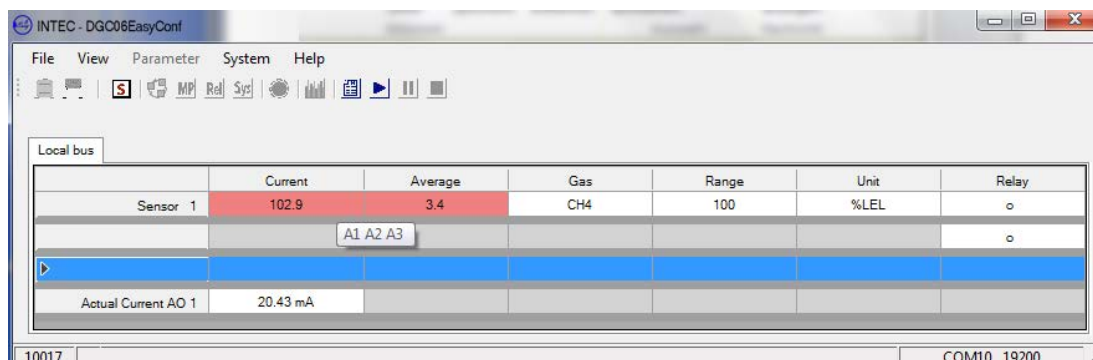 INTEC - DGC06EasyConf
File View Parameter System Help
S MP Rel Sys
Local bus
Current Average Gas Range Unit Relay
Sensor 1 102.9 3.4 CH4 100 %LEL o
A1 A2 A3 o
Actual Current AO 1 20.43 mA
10017 COM10 19200